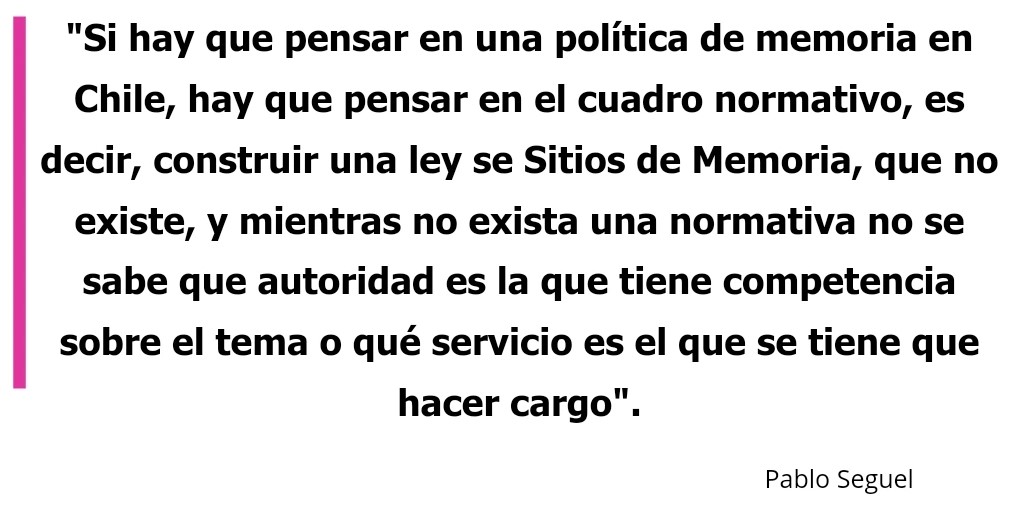 "Si hay que pensar en una política de memoria en
Chile, hay que pensar en el cuadro normativo, es
decir, construir una ley se Sitios de Memoria, que no
existe, y mientras no exista una normativa no se
sabe que autoridad es la que tiene competencia
sobre el tema o qué servicio es el que se tiene que
hacer cargo".
Pablo Seguel